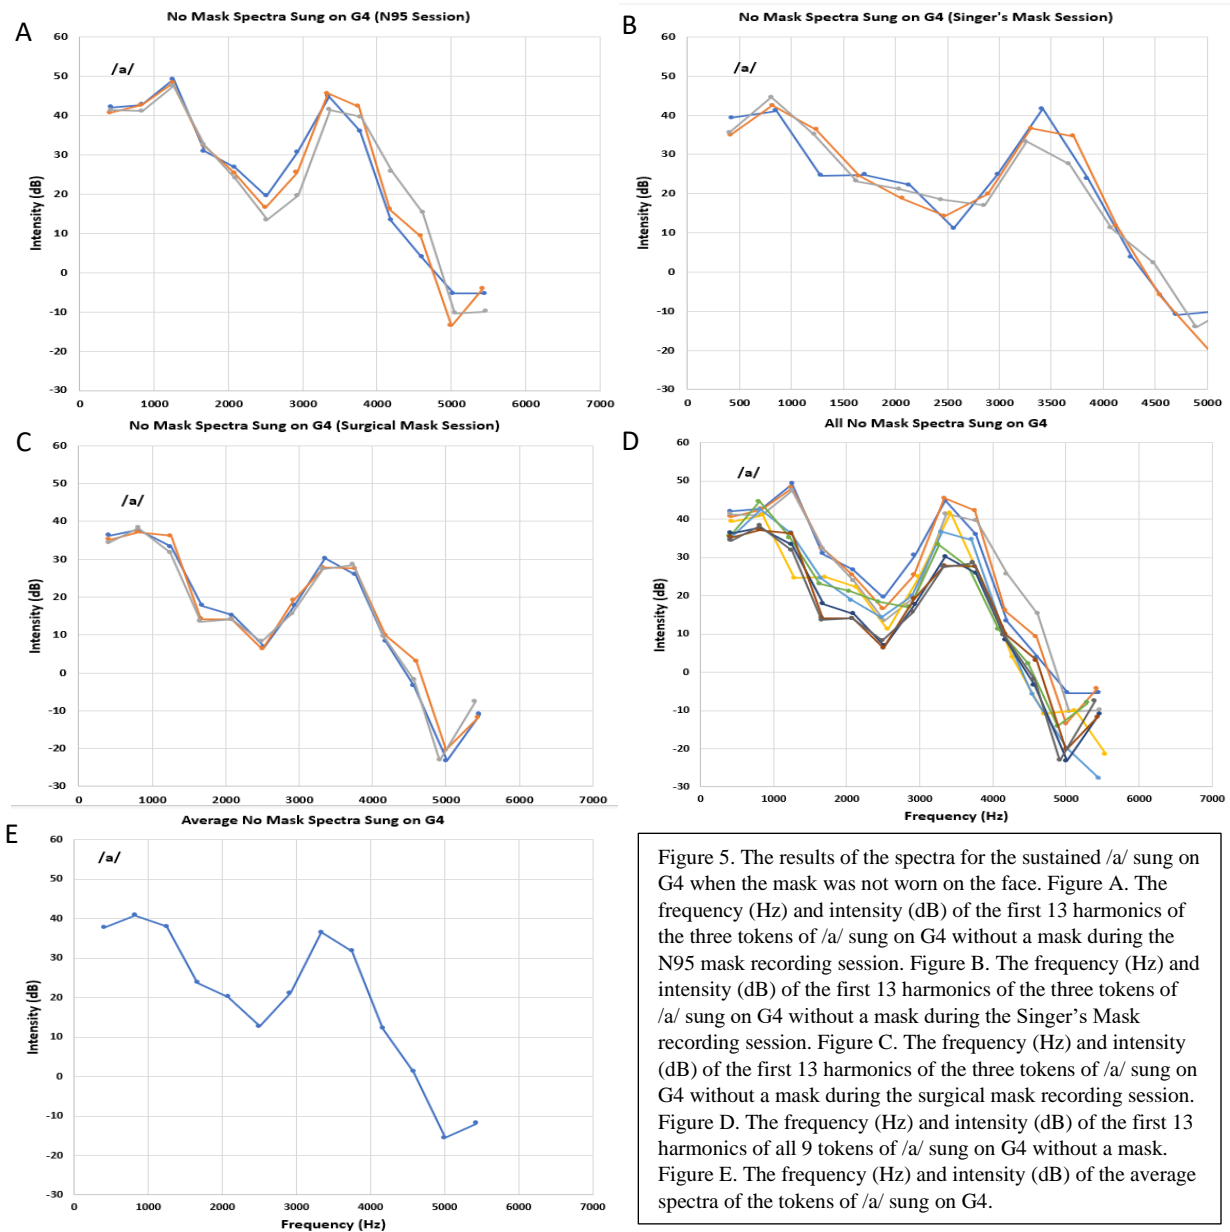 A
No Mask Spectra Sung on G4 (N95 Session)
/a/
Intensity (dB)
60
50
40
30
20
10
0
-10
-20
-30
0 1000 2000 3000 4000 5000 6000 7000
B
No Mask Spectra Sung on G4 (Singer's Mask Session)
/a/
Intensity (dB)
60
50
40
30
20
10
0
-10
-20
-30
0 500 1000 1500 2000 2500 3000 3500 4000 4500 5000
C
No Mask Spectra Sung on G4 (Surgical Mask Session)
/a/
Intensity (dB)
60
50
40
30
20
10
0
-10
-20
-30
0 1000 2000 3000 4000 5000 6000 7000
D
All No Mask Spectra Sung on G4
/a/
Intensity (dB)
60
50
40
30
20
10
0
-10
-20
-30
0 1000 2000 3000 4000 5000 6000 7000
Frequency (Hz)
E
Average No Mask Spectra Sung on G4
/a/
Intensity (dB)
60
50
40
30
20
10
0
-10
-20
-30
0 1000 2000 3000 4000 5000 6000 7000
Frequency (Hz)
Figure 5. The results of the spectra for the sustained /a/ sung on
G4 when the mask was not worn on the face. Figure A. The
frequency (Hz) and intensity (dB) of the first 13 harmonics of
the three tokens of /a/ sung on G4 without a mask during the
N95 mask recording session. Figure B. The frequency (Hz) and
intensity (dB) of the first 13 harmonics of the three tokens of
/a/ sung on G4 without a mask during the Singer’s Mask
recording session. Figure C. The frequency (Hz) and intensity
(dB) of the first 13 harmonics of the three tokens of /a/ sung on
G4 without a mask during the surgical mask recording session.
Figure D. The frequency (Hz) and intensity (dB) of the first 13
harmonics of all 9 tokens of /a/ sung on G4 without a mask.
Figure E. The frequency (Hz) and intensity (dB) of the average
spectra of the tokens of /a/ sung on G4.